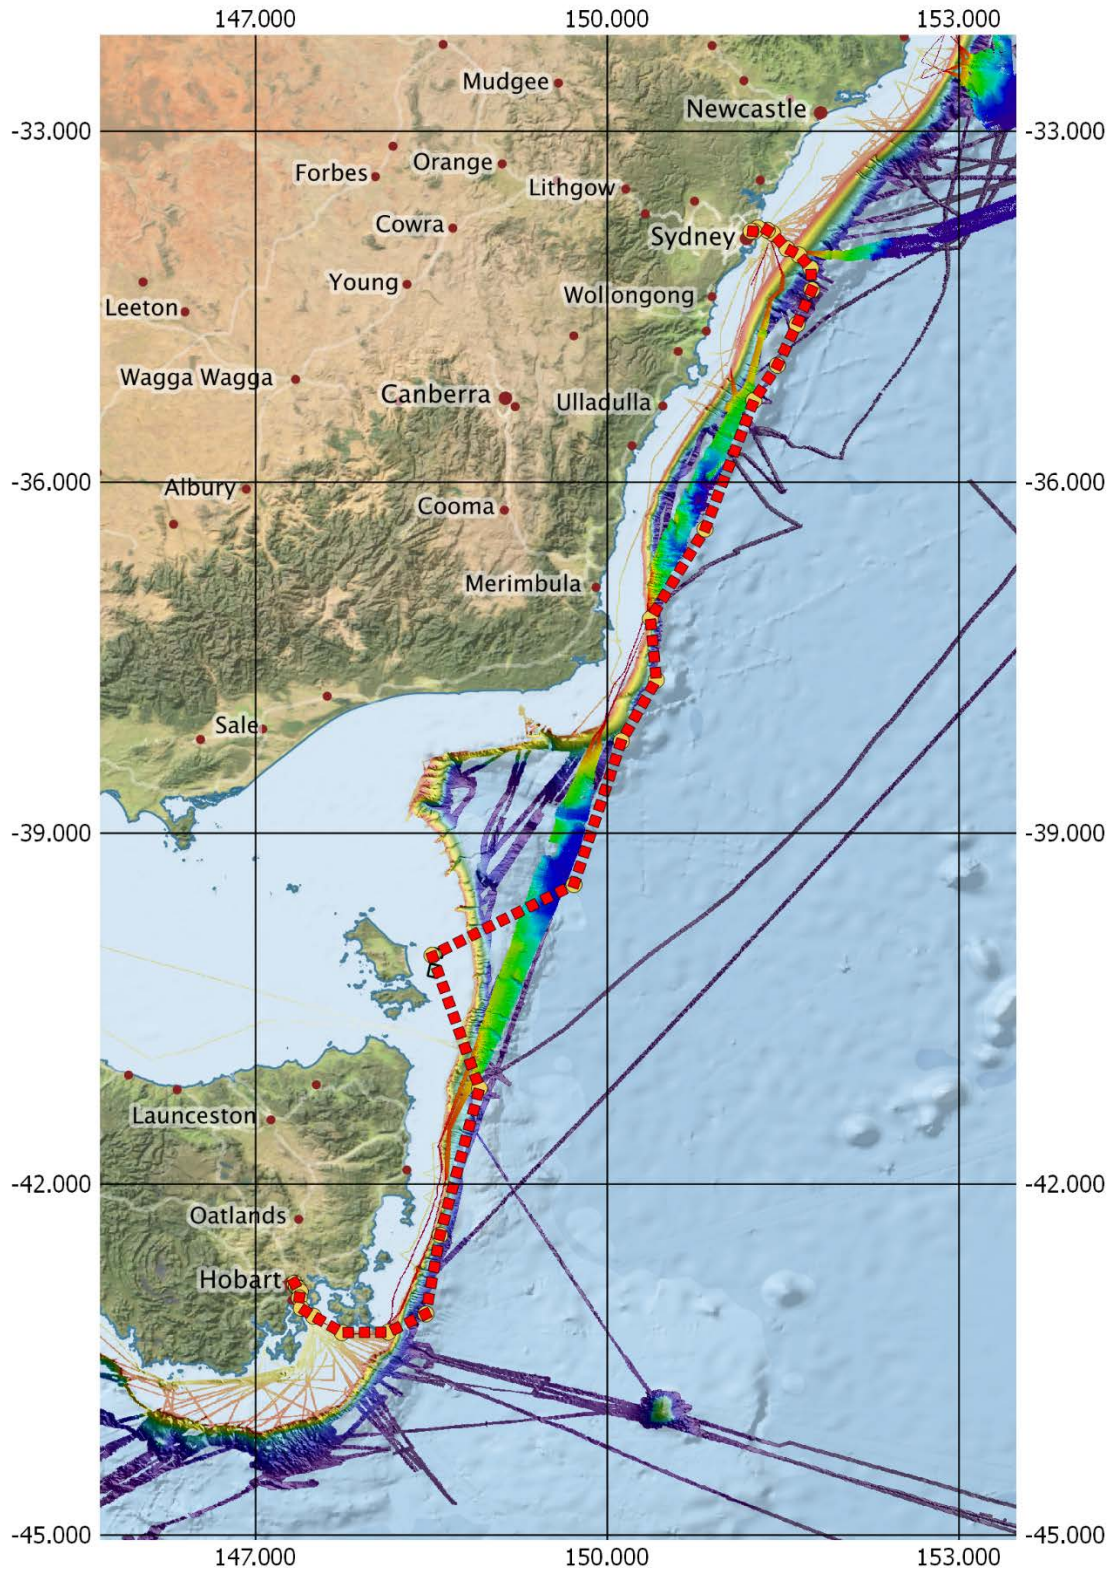 147.000 150.000 153.000
Mudgee
Newcastle
-33.000 -33.000
Orange
Forbes
Lithgow
Cowra
Sydney
Young
Wollongong
Leeton
Wagga Wagga
Canberra
Ulladulla
-36.000 -36.000
Albury
Cooma
Merimbula
Sale
-39.000 -39.000
Launceston
-42.000 -42.000
Oatlands
Hobart
-45.000 -45.000
147.000 150.000 153.000